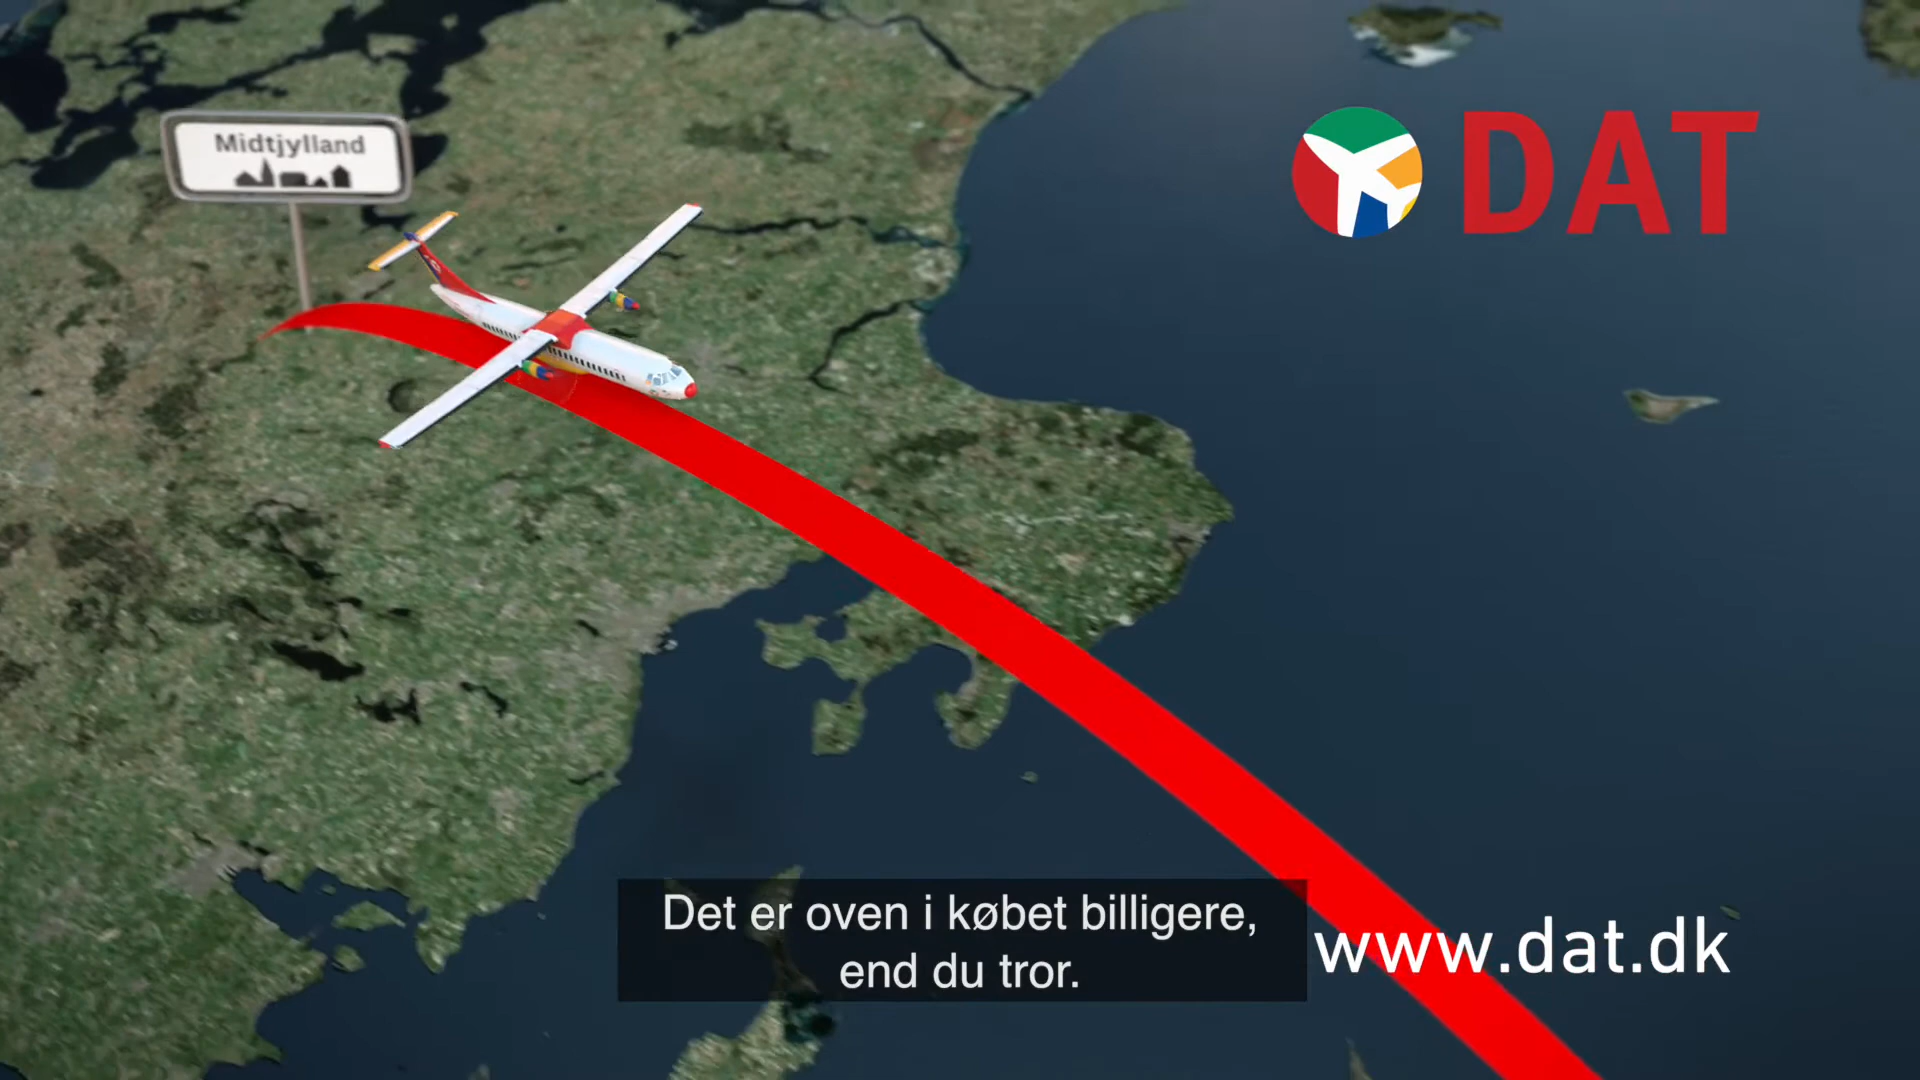 Midtjylland
DAT
Det er oven i købet billigere,
end du tror.
www.dat.dk